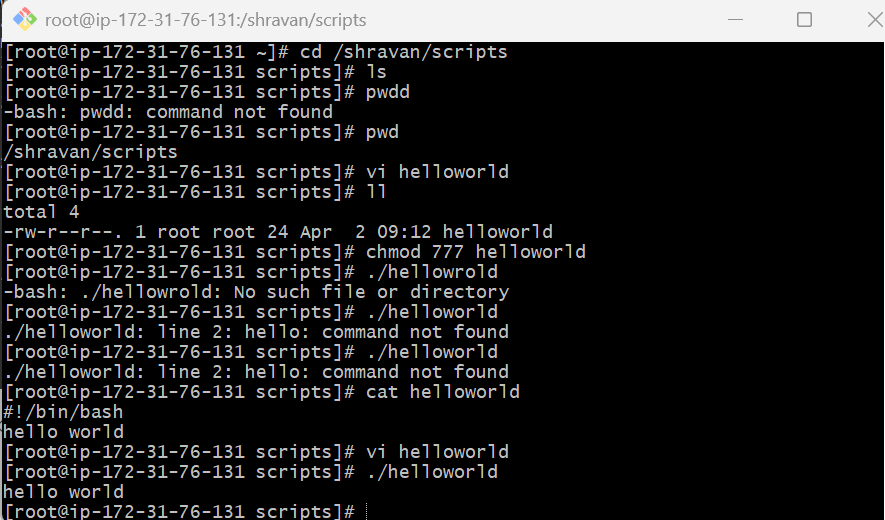 root@ip-172-31-76-131:/shravan/scripts
[root@ip-172-31-76-131 ~]# cd /shravan/scripts
[root@ip-172-31-76-131 scripts]# ls
[root@ip-172-31-76-131 scripts]# pwdd
-bash: pwdd: command not found
[root@ip-172-31-76-131 scripts]# pwd
/shravan/scripts
[root@ip-172-31-76-131 scripts]# vi helloworld
[root@ip-172-31-76-131 scripts]# ll
total 4
-rw-r--r--. 1 root root 24 Apr  2 09:12 helloworld
[root@ip-172-31-76-131 scripts]# chmod 777 helloworld
[root@ip-172-31-76-131 scripts]# ./hellowrold
-bash: ./hellowrold: No such file or directory
[root@ip-172-31-76-131 scripts]# ./helloworld
./helloworld: line 2: hello: command not found
[root@ip-172-31-76-131 scripts]# ./helloworld
./helloworld: line 2: hello: command not found
[root@ip-172-31-76-131 scripts]# cat helloworld
#!/bin/bash
hello world
[root@ip-172-31-76-131 scripts]# vi helloworld
[root@ip-172-31-76-131 scripts]# ./helloworld
hello world
[root@ip-172-31-76-131 scripts]#